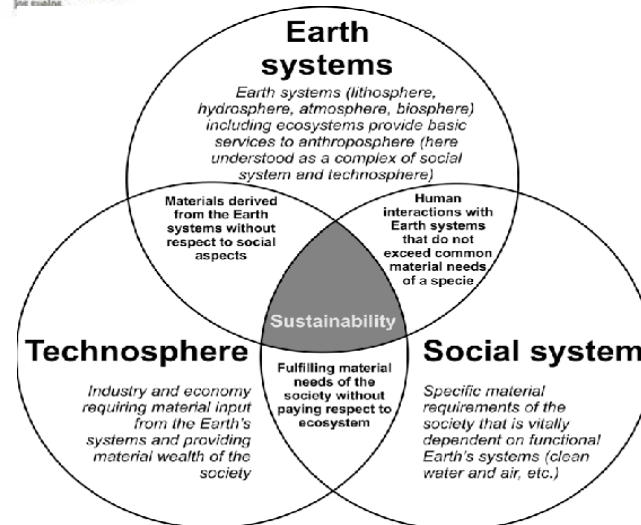 Earth
systems
Earth systems (lithosphere,
hydrosphere, atmosphere, biosphere)
including ecosystems provide basic
services to anthroposphere (here
understood as a complex of social
system and technosphere)
Materials derived
from the Earth
systems without
respect to social
aspects
Human
interactions with
Earth systems
that do not
exceed common
material needs
of a specie
Sustainability
Technosphere
Industry and economy
requiring material input
from the Earth's
systems and providing
material wealth of the
society
Fulfilling material
needs of the
society without
paying respect to
ecosystem
Social system
Specific material
requirements of the
society that is vitally
dependent on functional
Earth's systems (clean
water and air, etc.)